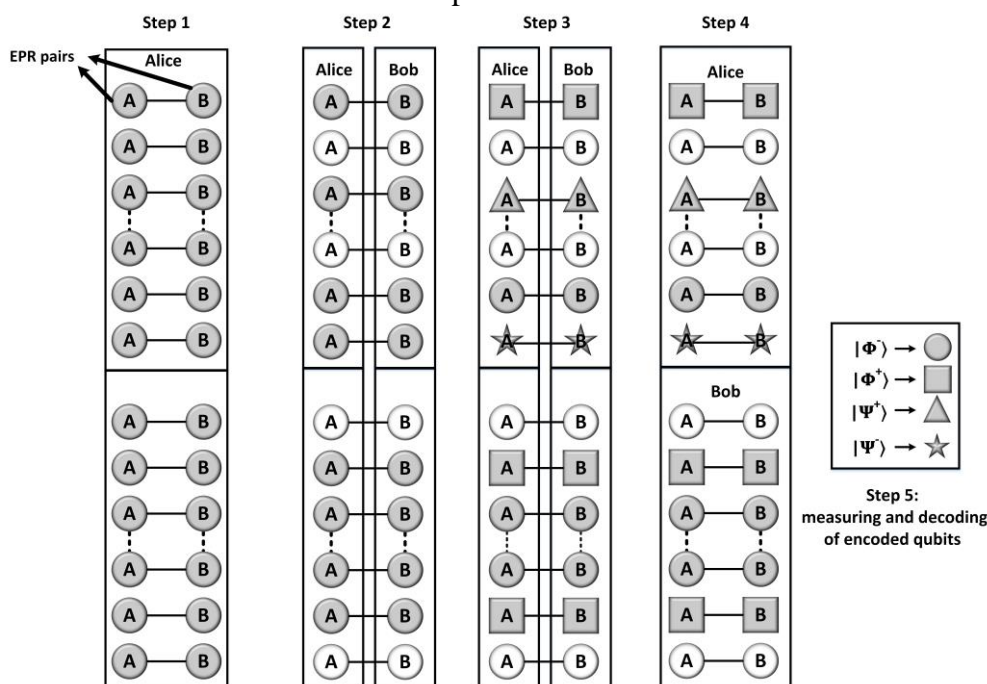 Step 1
Step 2
Step 3
Step 4
EPR pairs
Alice
Alice Bob
Alice Bob
Alice
A B A B A B A B
A B A B A B A B
A B A B A B A B
A B A B A B A B
A B A B A B A B
A B A B A B A B
Bob
A B A B A B A B
A B A B A B A B
A B A B A B A B
A B A B A B A B
A B A B A B A B
A B A B A B A B
|Φ⁻⟩ →
|Φ⁺⟩ →
|Ψ⁺⟩ →
|Ψ⁻⟩ →
Step 5:
measuring and decoding
of encoded qubits